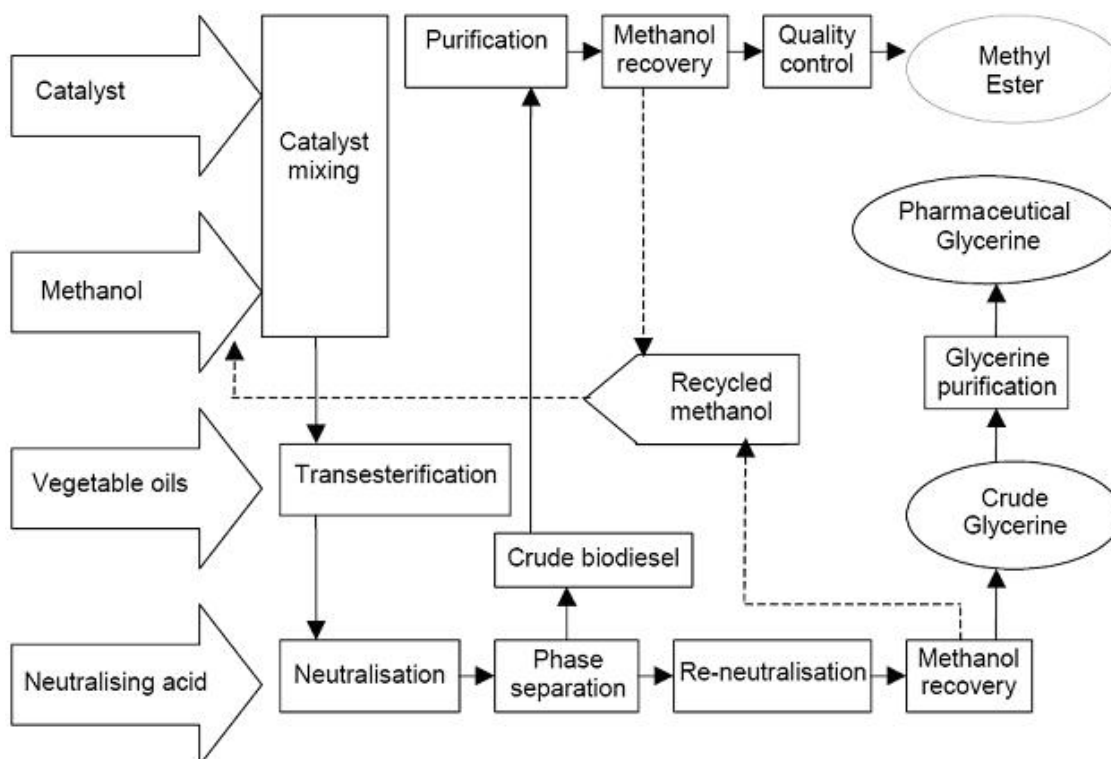 Catalyst
Methanol
Vegetable oils
Neutralising acid
Catalyst
mixing
Transesterification
Neutralisation
Phase
separation
Crude biodiesel
Purification
Methanol
recovery
Quality
control
Methyl
Ester
Recycled
methanol
Re-neutralisation
Methanol
recovery
Crude
Glycerine
Glycerine
purification
Pharmaceutical
Glycerine